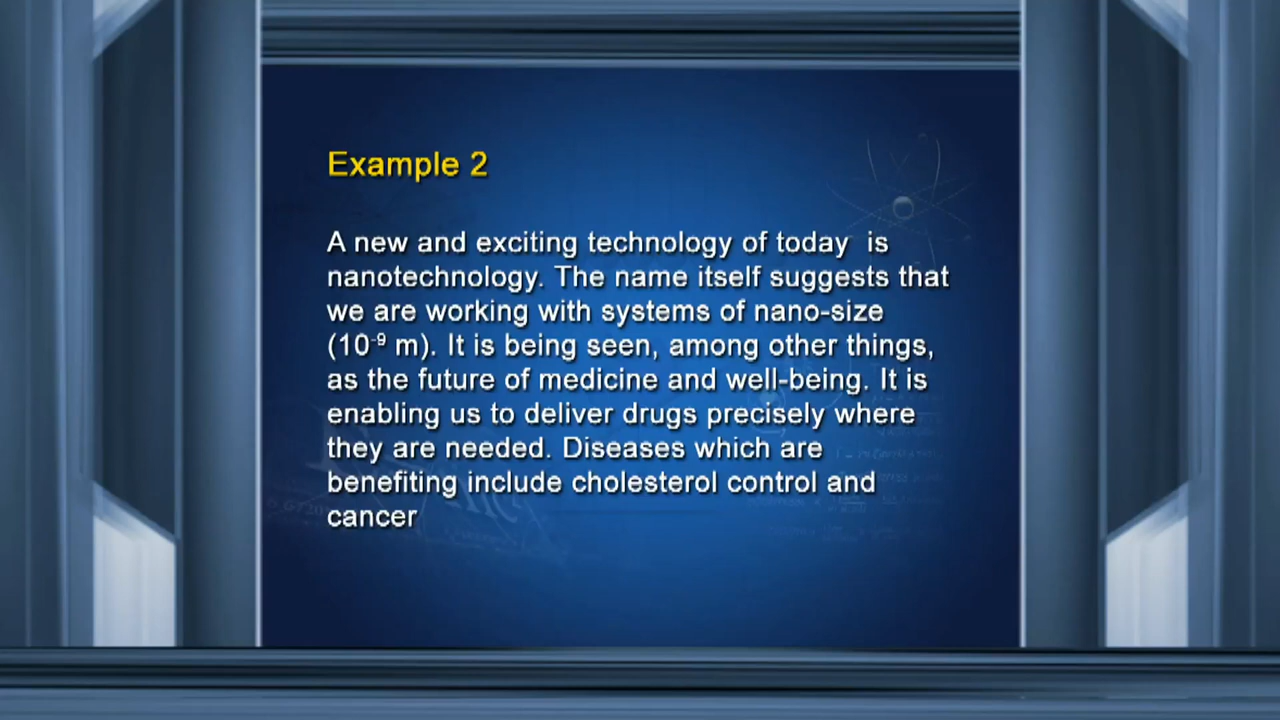 Example 2
A new and exciting technology of today is
nanotechnology. The name itself suggests that
we are working with systems of nano-size
(10⁻⁹ m). It is being seen, among other things,
as the future of medicine and well-being. It is
enabling us to deliver drugs precisely where
they are needed. Diseases which are
benefiting include cholesterol control and
cancer